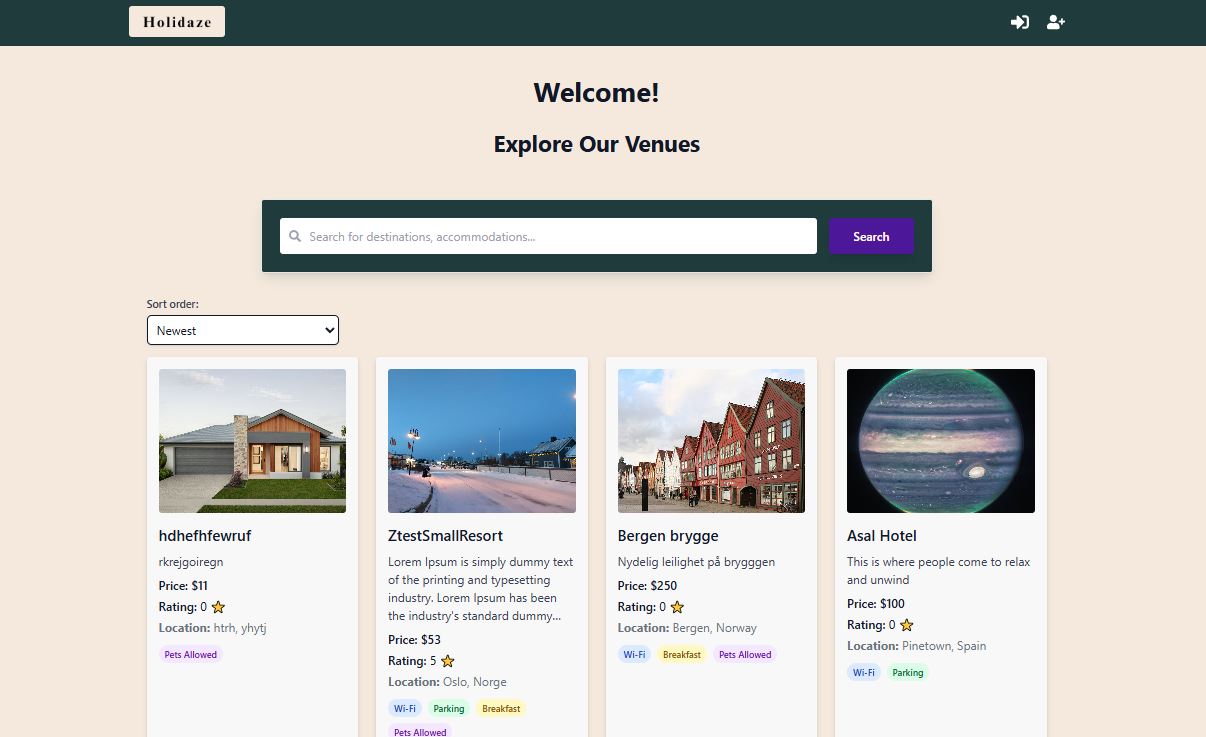 Holidaze
Welcome!
Explore Our Venues
Search for destinations, accommodations...
Search
Sort order:
Newest
hdhefhfewruf
rkrejgoiregn
Price: $11
Rating: 0
Location: htrh, yhytj
Pets Allowed
ZtestSmallResort
Lorem Ipsum is simply dummy text
of the printing and typesetting
industry. Lorem Ipsum has been
the industry's standard dummy...
Price: $53
Rating: 5
Location: Oslo, Norge
Wi-Fi Parking Breakfast
Pets Allowed
Bergen brygge
Nydelig leilighet på brygggen
Price: $250
Rating: 0
Location: Bergen, Norway
Wi-Fi Breakfast Pets Allowed
Asal Hotel
This is where people come to relax
and unwind
Price: $100
Rating: 0
Location: Pinetown, Spain
Wi-Fi Parking